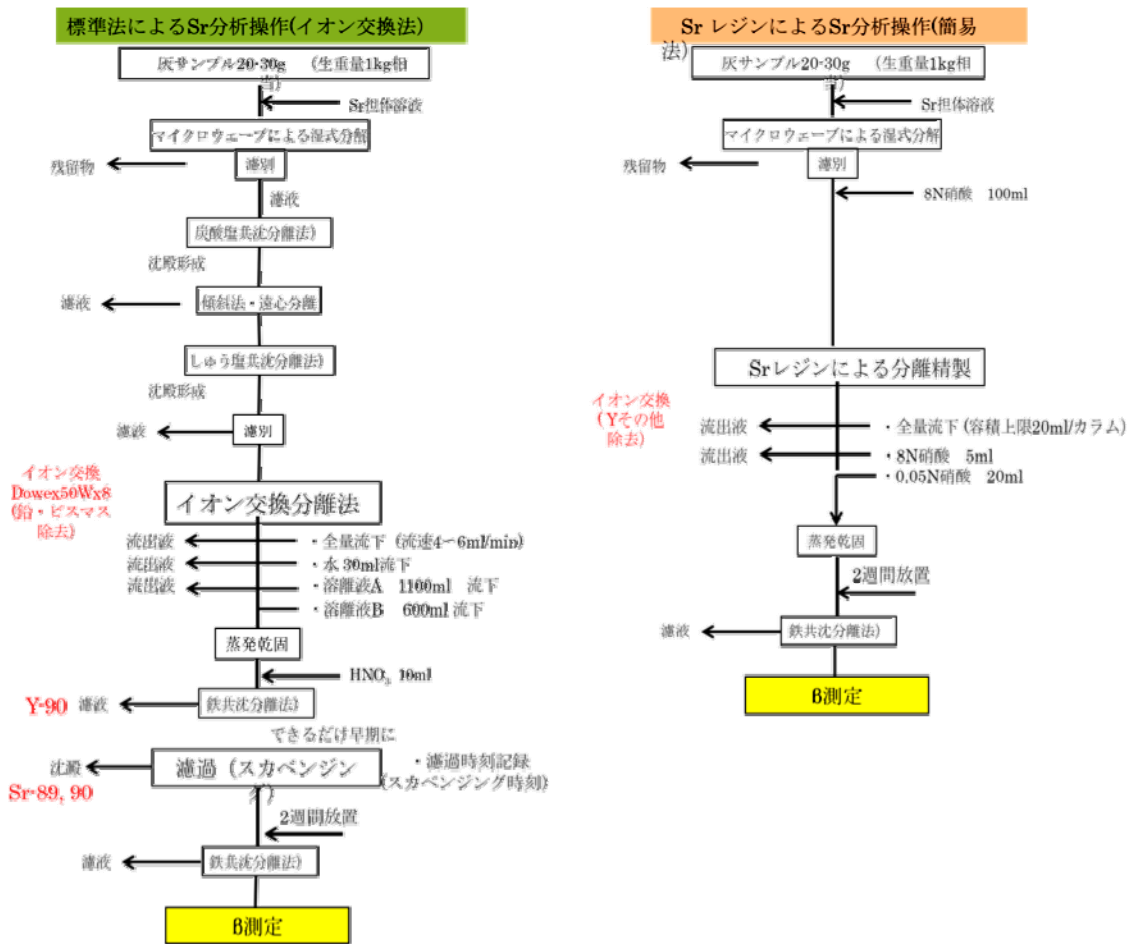 標準法によるSr分析操作(イオン交換法)
灰サンプル20-30g (生重量1kg相
当)
Sr担体溶液
マイクロウェーブによる湿式分解
残留物
濾別
濾液
炭酸塩共沈分離法)
沈殿形成
濾液
傾斜法・遠心分離
しゅう塩共沈分離法)
沈殿形成
濾液
濾別
イオン交換
Dowex50Wx8
(鉛・ビスマス
除去)
イオン交換分離法
流出液
・全量流下 (流速4~6ml/min)
流出液
・水 30ml流下
流出液
・溶離液A 1100ml 流下
・溶離液B 600ml 流下
蒸発乾固
HNO₃ 10ml
Y-90 濾液
鉄共沈分離法)
できるだけ早期に
沈澱
濾過 (スカベンジン
グ)
・濾過時刻記録
(スカベンジング時刻)
Sr-89, 90
2週間放置
濾液
鉄共沈分離法)
β測定
Sr レジンによるSr分析操作(簡易
法)
灰サンプル20-30g (生重量1kg相
当)
Sr担体溶液
マイクロウェーブによる湿式分解
残留物
濾別
8N硝酸 100ml
Srレジンによる分離精製
イオン交換
(Yその他
除去)
流出液
・全量流下 (容積上限20ml/カラム)
流出液
・8N硝酸 5ml
・0.05N硝酸 20ml
蒸発乾固
2週間放置
濾液
鉄共沈分離法)
β測定